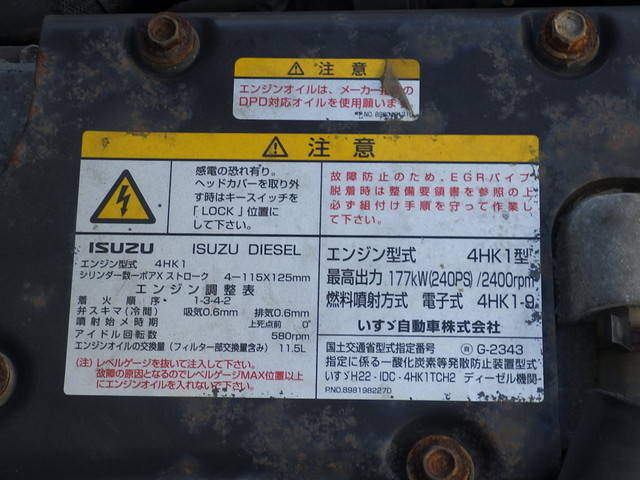 注意
エンジンオイルは、メーカー指定の
DPD対応オイルを使用願います
注意
感電の恐れ有り。
ヘッドカバーを取り外
す時はキースイッチを
「LOCK」位置に
して下さい。
故障防止のため、EGRパイプ
脱着時は整備要領書を参照の上
必ず組付け手順を守って作業し
て下さい。
ISUZU ISUZU DIESEL
エンジン型式 4HK1
シリンダー数ーボアXストローク 4-115X125mm
エンジン調整表
着火順序 1-3-4-2
弁スキマ(冷間) 吸気0.6mm 排気0.6mm
噴射始メ時期 上死点前 0°
アイドル回転数 580rpm
エンジンオイルの交換量(フィルター部交換含み) 11.5L
(注)レベルゲージを抜いて注入して下さい。
故障の原因となるのでレベルゲージMAX位置以上
にエンジンオイルを入れないで下さい。
エンジン型式 4HK1型
最高出力 177kW(240PS)/2400rpm
燃料噴射方式 電子式 4HK1-9
いすゞ自動車株式会社
国土交通省型式指定番号 G-2343
指定に係る一酸化炭素等発散防止装置型式
いすゞH22-IDC-4HK1TCH2 ディーゼル機関
P.NO.8981982270